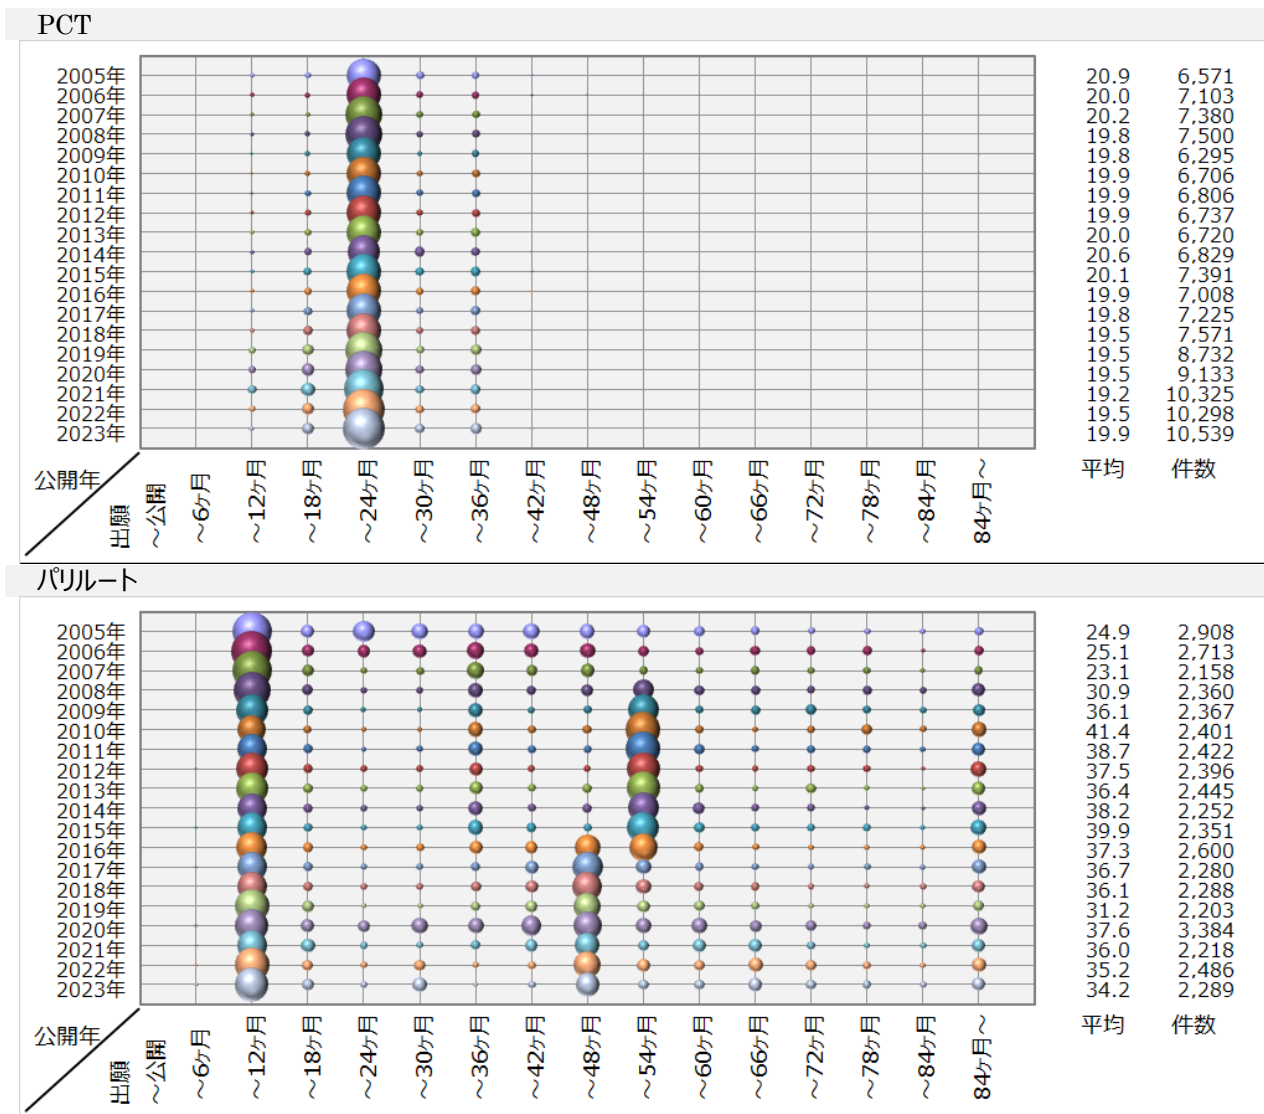 PCT
2005年 20.9 6,571
2006年 20.0 7,103
2007年 20.2 7,380
2008年 19.8 7,500
2009年 19.8 6,295
2010年 19.9 6,706
2011年 19.9 6,806
2012年 19.9 6,737
2013年 20.0 6,720
2014年 20.6 6,829
2015年 20.1 7,391
2016年 19.9 7,008
2017年 19.8 7,225
2018年 19.5 7,571
2019年 19.5 8,732
2020年 19.5 9,133
2021年 19.2 10,325
2022年 19.5 10,298
2023年 19.9 10,539
公開年 平均 件数
出願
～公開
～6ヶ月
～12ヶ月
～18ヶ月
～24ヶ月
～30ヶ月
～36ヶ月
～42ヶ月
～48ヶ月
～54ヶ月
～60ヶ月
～66ヶ月
～72ヶ月
～78ヶ月
～84ヶ月
84ヶ月～
パリルート
2005年 24.9 2,908
2006年 25.1 2,713
2007年 23.1 2,158
2008年 30.9 2,360
2009年 36.1 2,367
2010年 41.4 2,401
2011年 38.7 2,422
2012年 37.5 2,396
2013年 36.4 2,445
2014年 38.2 2,252
2015年 39.9 2,351
2016年 37.3 2,600
2017年 36.7 2,280
2018年 36.1 2,288
2019年 31.2 2,203
2020年 37.6 3,384
2021年 36.0 2,218
2022年 35.2 2,486
2023年 34.2 2,289
公開年 平均 件数
出願
～公開
～6ヶ月
～12ヶ月
～18ヶ月
～24ヶ月
～30ヶ月
～36ヶ月
～42ヶ月
～48ヶ月
～54ヶ月
～60ヶ月
～66ヶ月
～72ヶ月
～78ヶ月
～84ヶ月
84ヶ月～